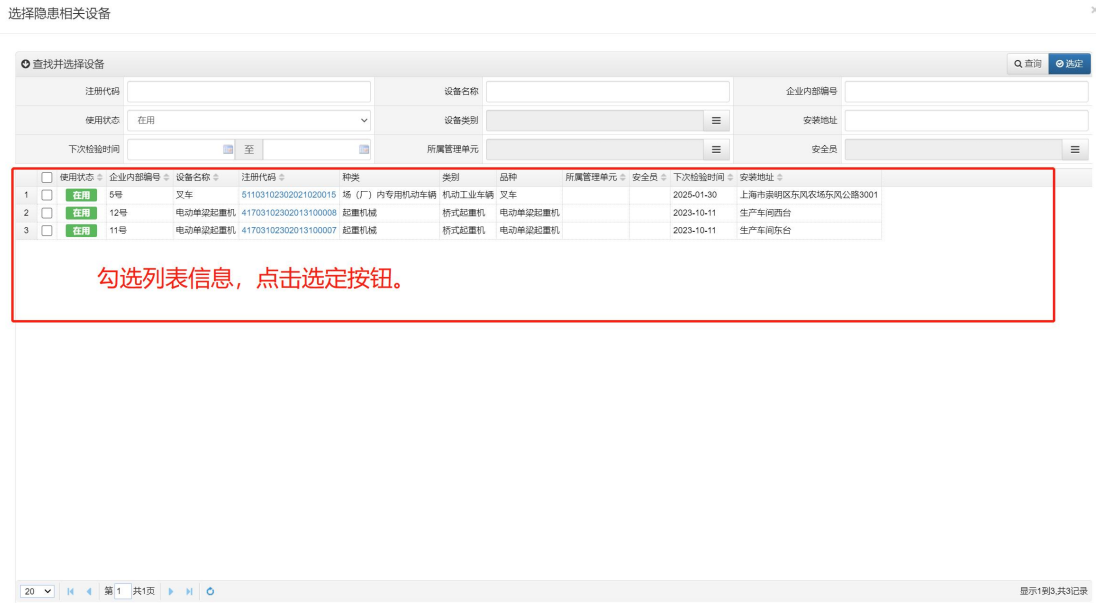 选择隐患相关设备
查找并选择设备 查询 选定
注册代码 设备名称 企业内部编号
使用状态 在用 设备类别 安装地址
下次检验时间 至 所属管理单元 安全员
使用状态 企业内部编号 设备名称 注册代码 种类 类别 品种 所属管理单元 安全员 下次检验时间 安装地址
1 在用 5号 叉车 51103102302021020015 场（厂）内专用机动车辆 机动工业车辆 叉车 2025-01-30 上海市崇明区东风农场东风公路3001
2 在用 12号 电动单梁起重机 41703102302013100008 起重机械 桥式起重机 电动单梁起重机 2023-10-11 生产车间西台
3 在用 11号 电动单梁起重机 41703102302013100007 起重机械 桥式起重机 电动单梁起重机 2023-10-11 生产车间东台
勾选列表信息，点击选定按钮。
20 第 1 共1页 显示1到3,共3记录